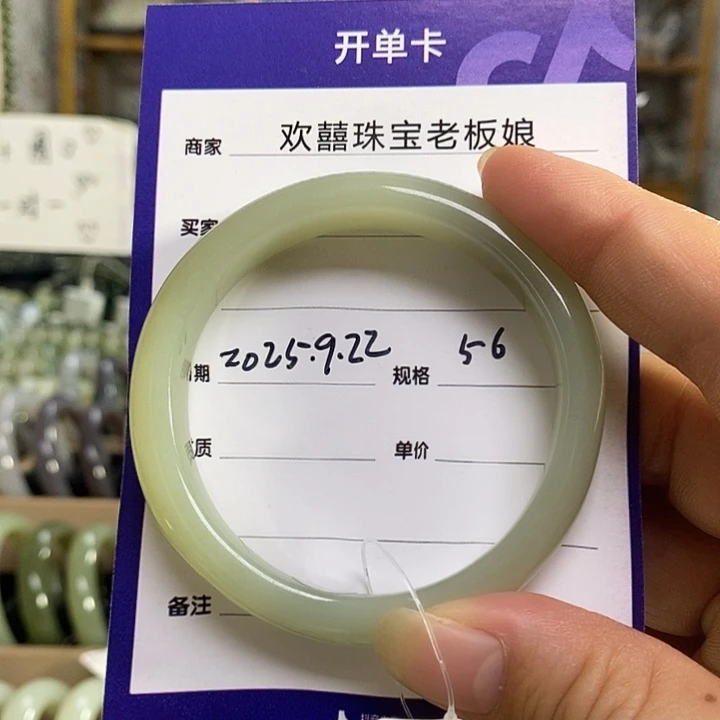 开单卡
商家 欢囍珠宝老板娘
买家
期 2025.9.22 规格 56
质 单价
备注